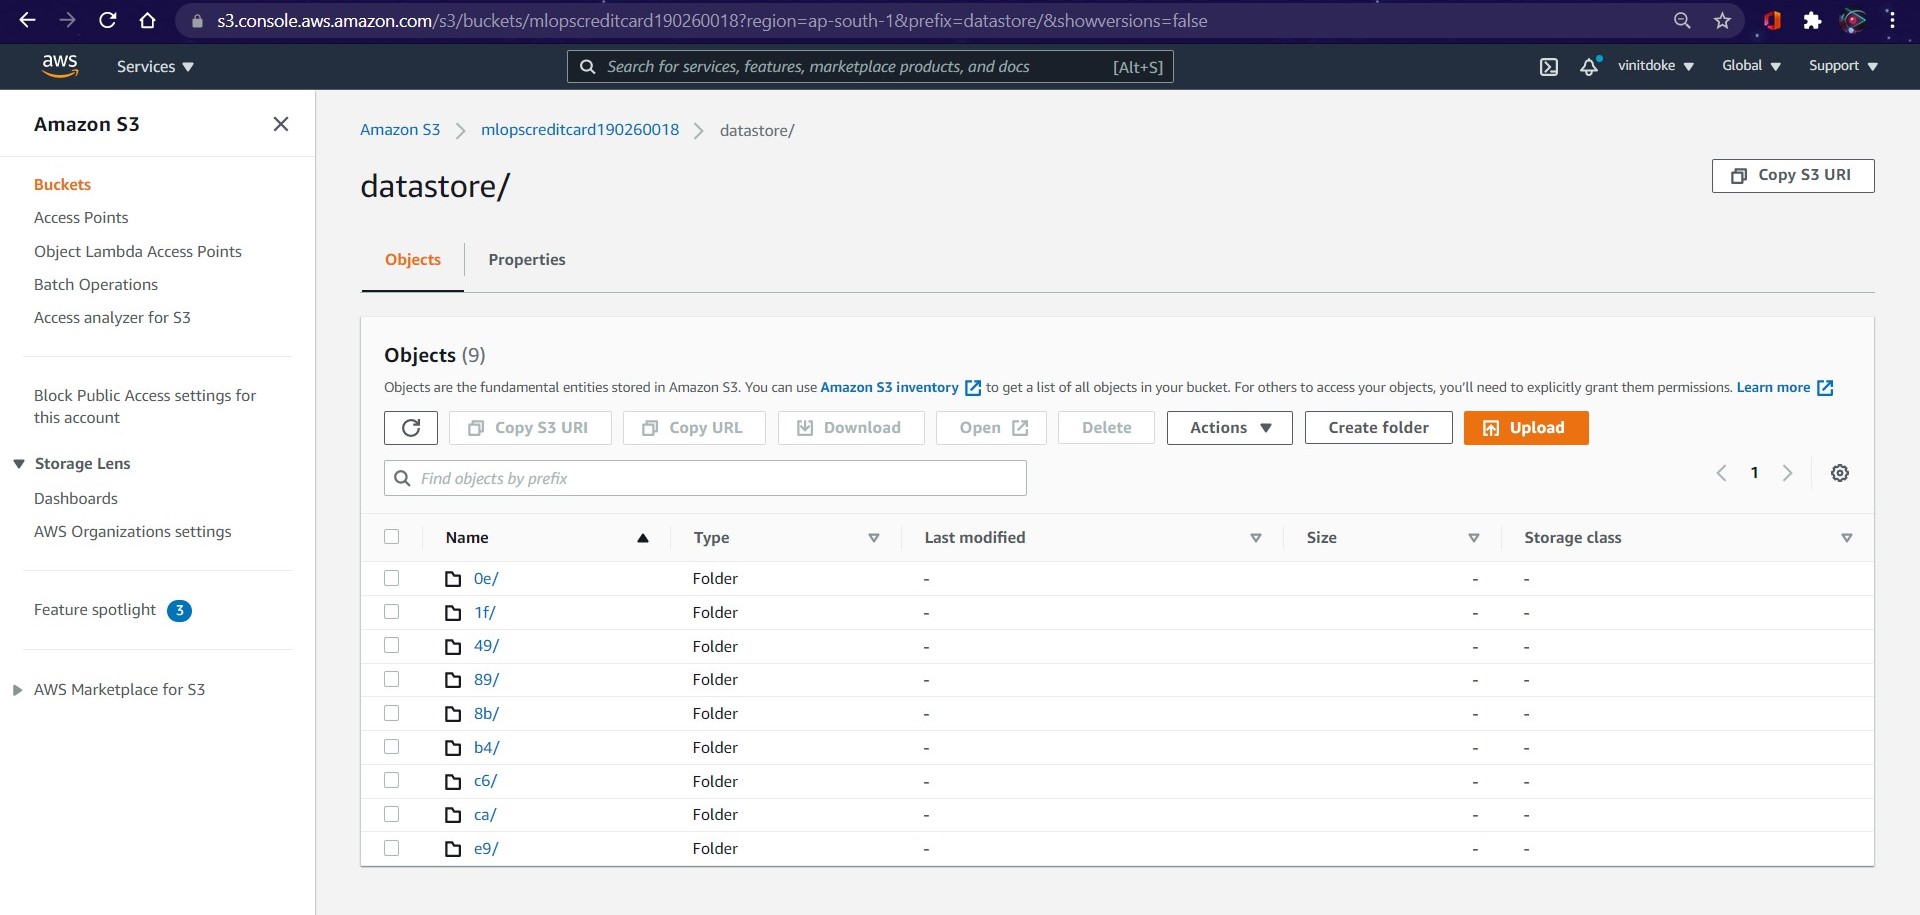 s3.console.aws.amazon.com/s3/buckets/mlopscreditcard190260018?region=ap-south-1&prefix=datastore/&showversions=false
aws Services Search for services, features, marketplace products, and docs [Alt+S] vinitdoke Global Support
Amazon S3
Buckets
Access Points
Object Lambda Access Points
Batch Operations
Access analyzer for S3
Block Public Access settings for
this account
Storage Lens
Dashboards
AWS Organizations settings
Feature spotlight 3
AWS Marketplace for S3
Amazon S3 mlopscreditcard190260018 datastore/
datastore/
Copy S3 URI
Objects Properties
Objects (9)
Objects are the fundamental entities stored in Amazon S3. You can use Amazon S3 inventory to get a list of all objects in your bucket. For others to access your objects, you'll need to explicitly grant them permissions. Learn more
Copy S3 URI Copy URL Download Open Delete Actions Create folder Upload
Find objects by prefix
1
Name Type Last modified Size Storage class
0e/ Folder - - -
1f/ Folder - - -
49/ Folder - - -
89/ Folder - - -
8b/ Folder - - -
b4/ Folder - - -
c6/ Folder - - -
ca/ Folder - - -
e9/ Folder - - -